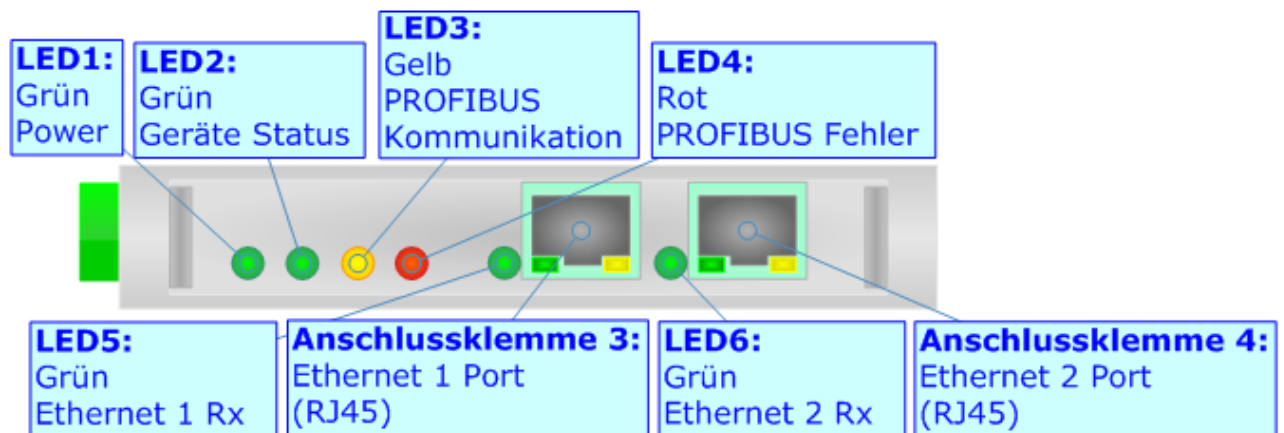 LED1:
Grün
Power
LED2:
Grün
Geräte Status
LED3:
Gelb
PROFIBUS
Kommunikation
LED4:
Rot
PROFIBUS Fehler
LED5:
Grün
Ethernet 1 Rx
Anschlussklemme 3:
Ethernet 1 Port
(RJ45)
LED6:
Grün
Ethernet 2 Rx
Anschlussklemme 4:
Ethernet 2 Port
(RJ45)